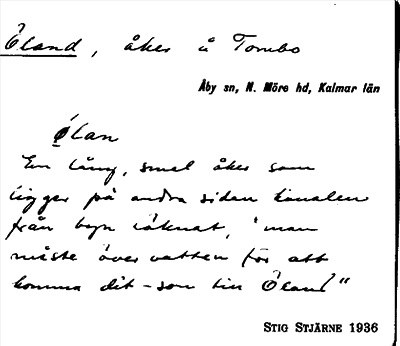 Öland, åker å Tombo
Åby sn, N. Möre hd, Kalmar län
Ölan
En lång, smal åker som
ligger på andra sidan kanalen
från byn räknat, "man
måste över vatten för att
komma dit – som till Öland"
STIG STJÄRNE 1936